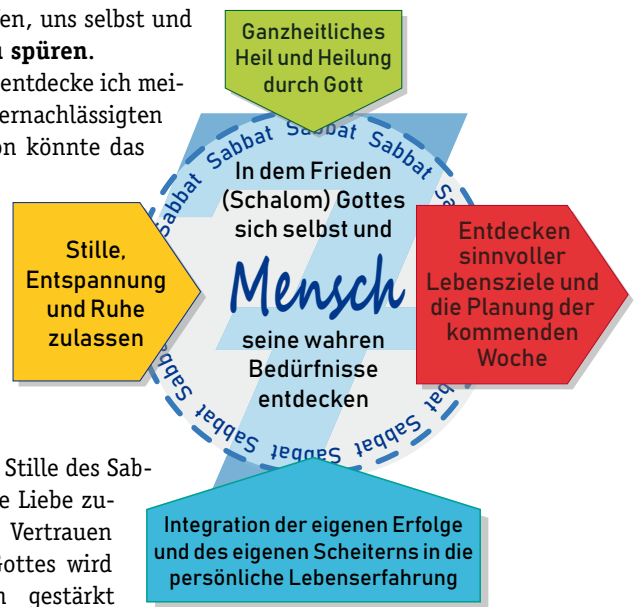 en, uns selbst und
spüren.
entdecke ich mei-
ernachlässigten
on könnte das
Ganzheitliches
Heil und Heilung
durch Gott
Sabbat Sabbat Sabbat
In dem Frieden
(Schalom) Gottes
sich selbst und
Mensch
seine wahren
Bedürfnisse
entdecken
Stille,
Entspannung
und Ruhe
zulassen
Entdecken
sinnvoller
Lebensziele und
die Planung der
kommenden
Woche
Sabbat Sabbat Sabbat Sabbat Sabbat
Stille des Sab-
e Liebe zu-
Vertrauen
Gottes wird
gestärkt
Integration der eigenen Erfolge
und des eigenen Scheiterns in die
persönliche Lebenserfahrung